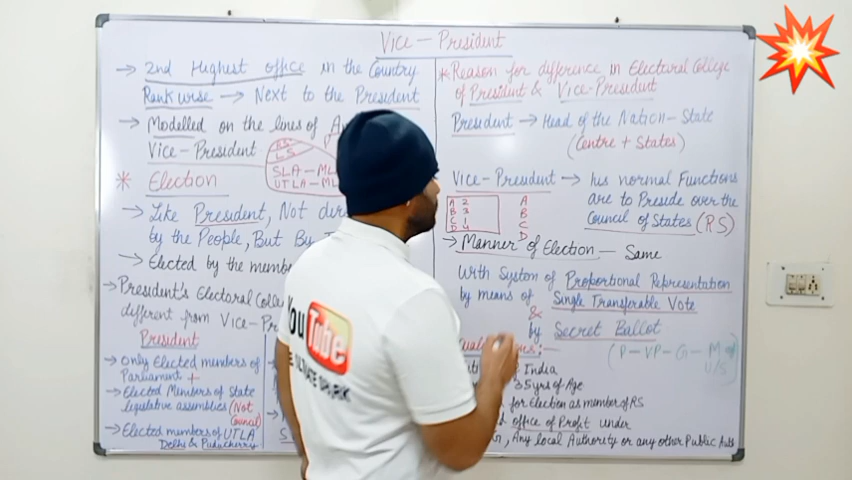 Vice – President
→ 2nd Highest office in the Country
Rank wise → Next to the President
→ Modelled on the lines of
Vice-President
RS
LS
SLA – ML
UTLA – ML
* Election
→ Like President, Not
by the People, But By
→ Elected by the
→ President's Electoral
different from Vice-
President
→ Only Elected members of
Parliament +
→ Elected Members of State
legislative assemblies (Not
Council)
→ Elected members of UTLA
Delhi & Puducherry
* Reason for difference in Electoral College
of President & Vice-President
President → Head of the Nation-State
(Centre + States)
Vice-President → his normal Functions
are to Preside over the
Council of States (RS)
A 2
B 3
C 1
D 4
A
B
C
D
→ Manner of Election – Same
With System of Proportional Representation
by means of Single Transferable Vote
&
by Secret Ballot
(P – VP – G – M of
U/S)
India
35 yrs of Age
for Election as member of RS
office of Profit under
, Any local Authority or any other Public Auth
You
Tube